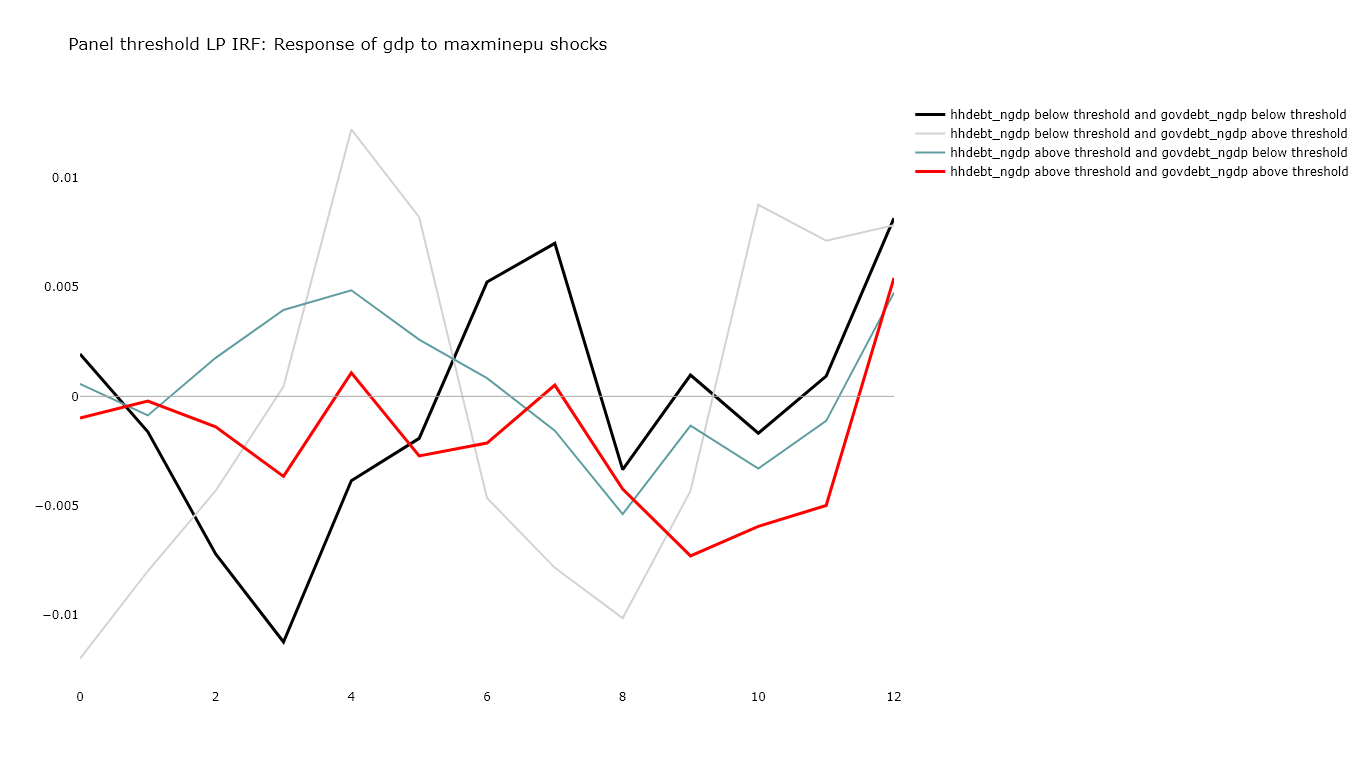 Panel threshold LP IRF: Response of gdp to maxminepu shocks
hhdebt_ngdp below threshold and govdebt_ngdp below threshold
hhdebt_ngdp below threshold and govdebt_ngdp above threshold
hhdebt_ngdp above threshold and govdebt_ngdp below threshold
hhdebt_ngdp above threshold and govdebt_ngdp above threshold
0.01
0.005
0
−0.005
−0.01
0 2 4 6 8 10 12